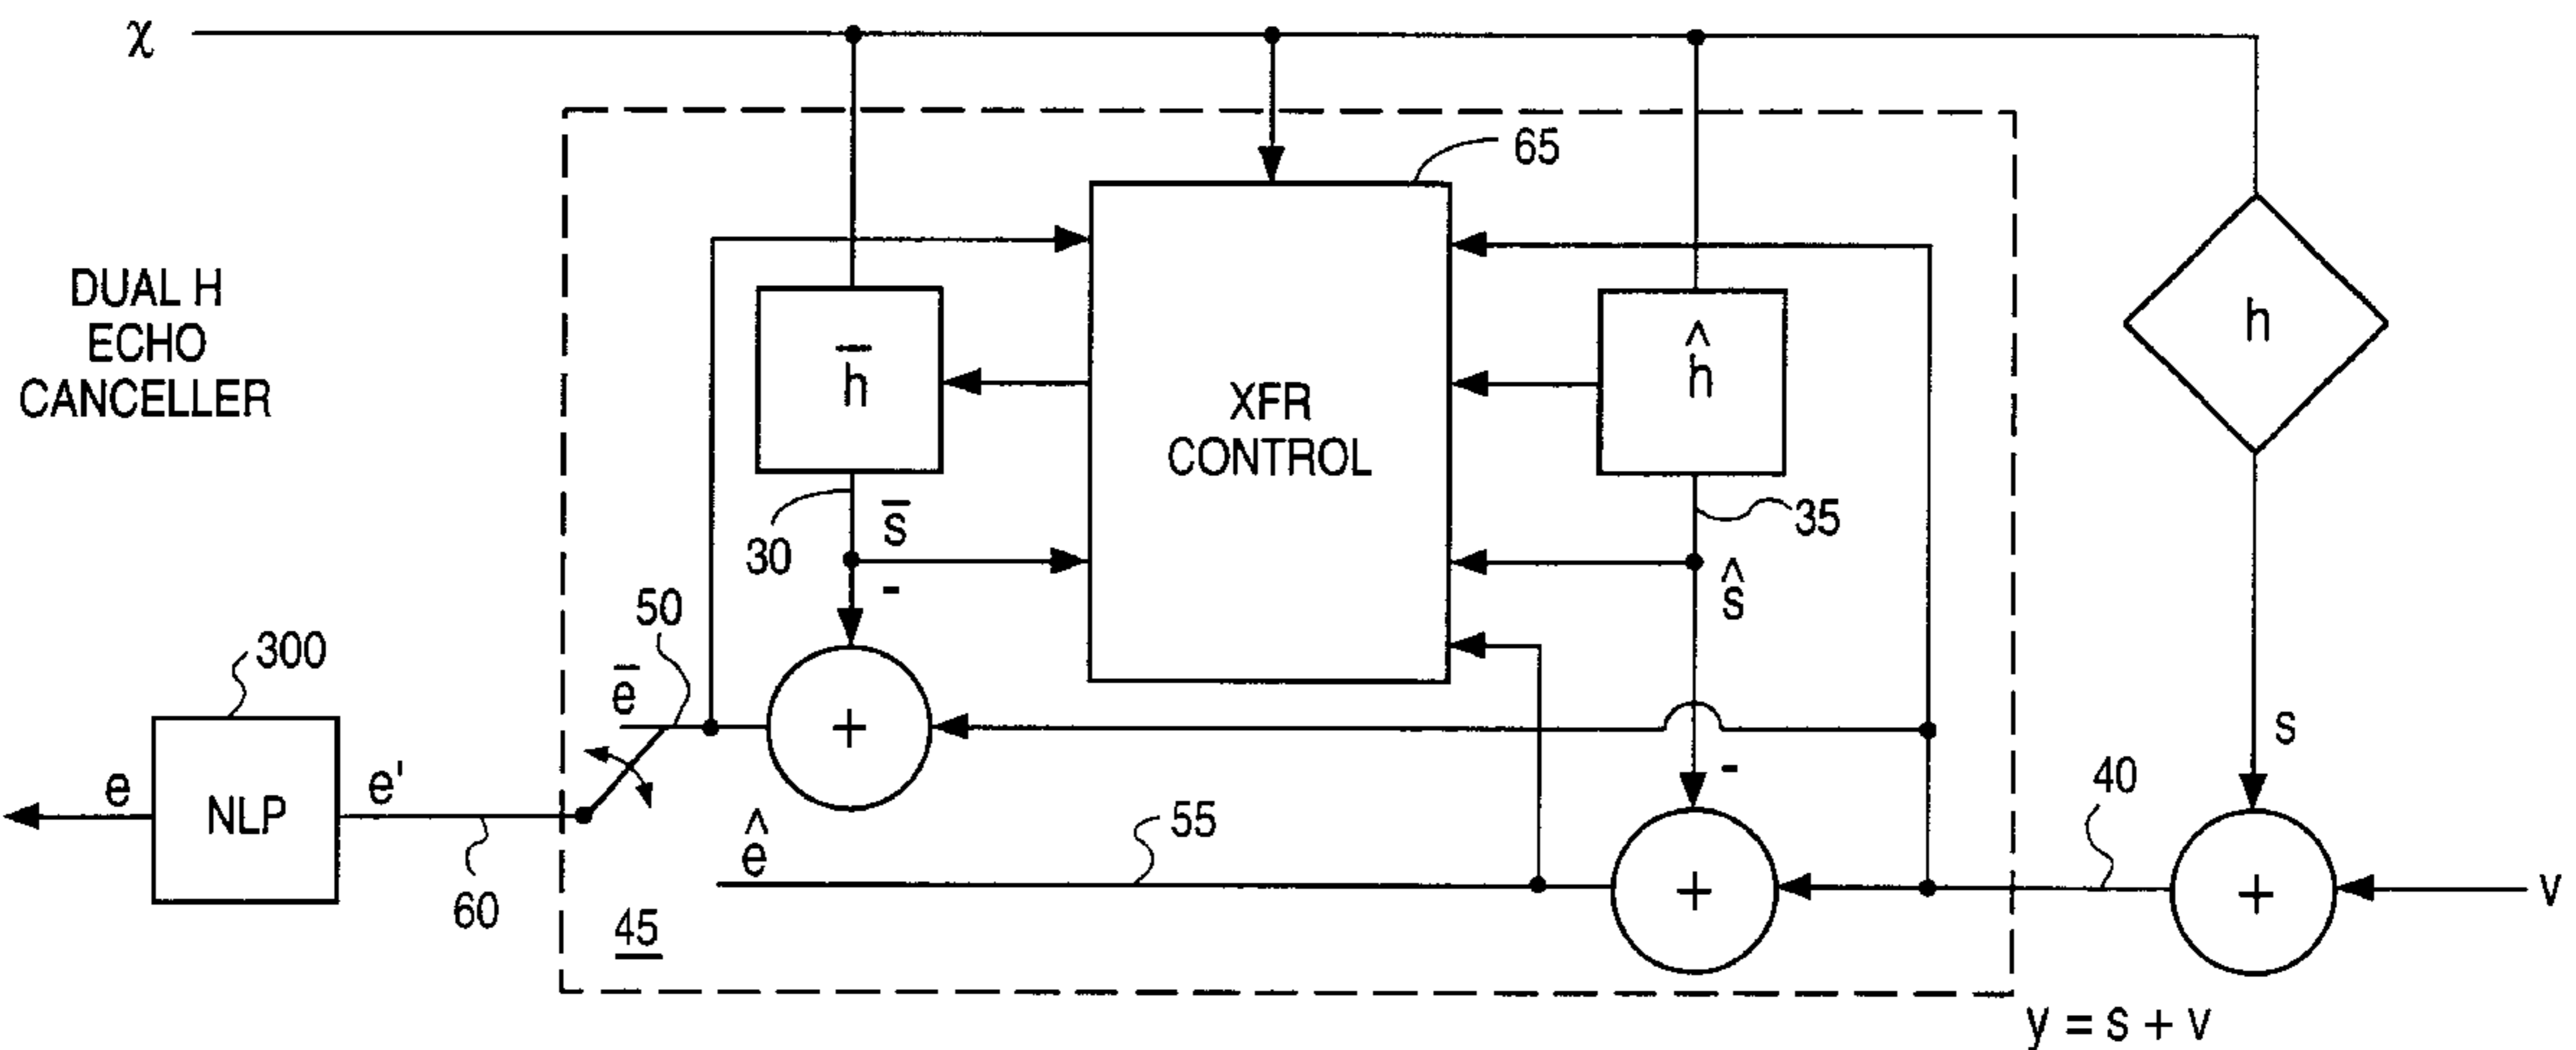 χ
65
DUAL H
ECHO
CANCELLER
h̄
XFR
CONTROL
ĥ
h
30
s̄
-
35
ŝ
50
300
ē
+
-
s
e
NLP
e'
60
ê
55
45
+
40
+
v
y = s + v